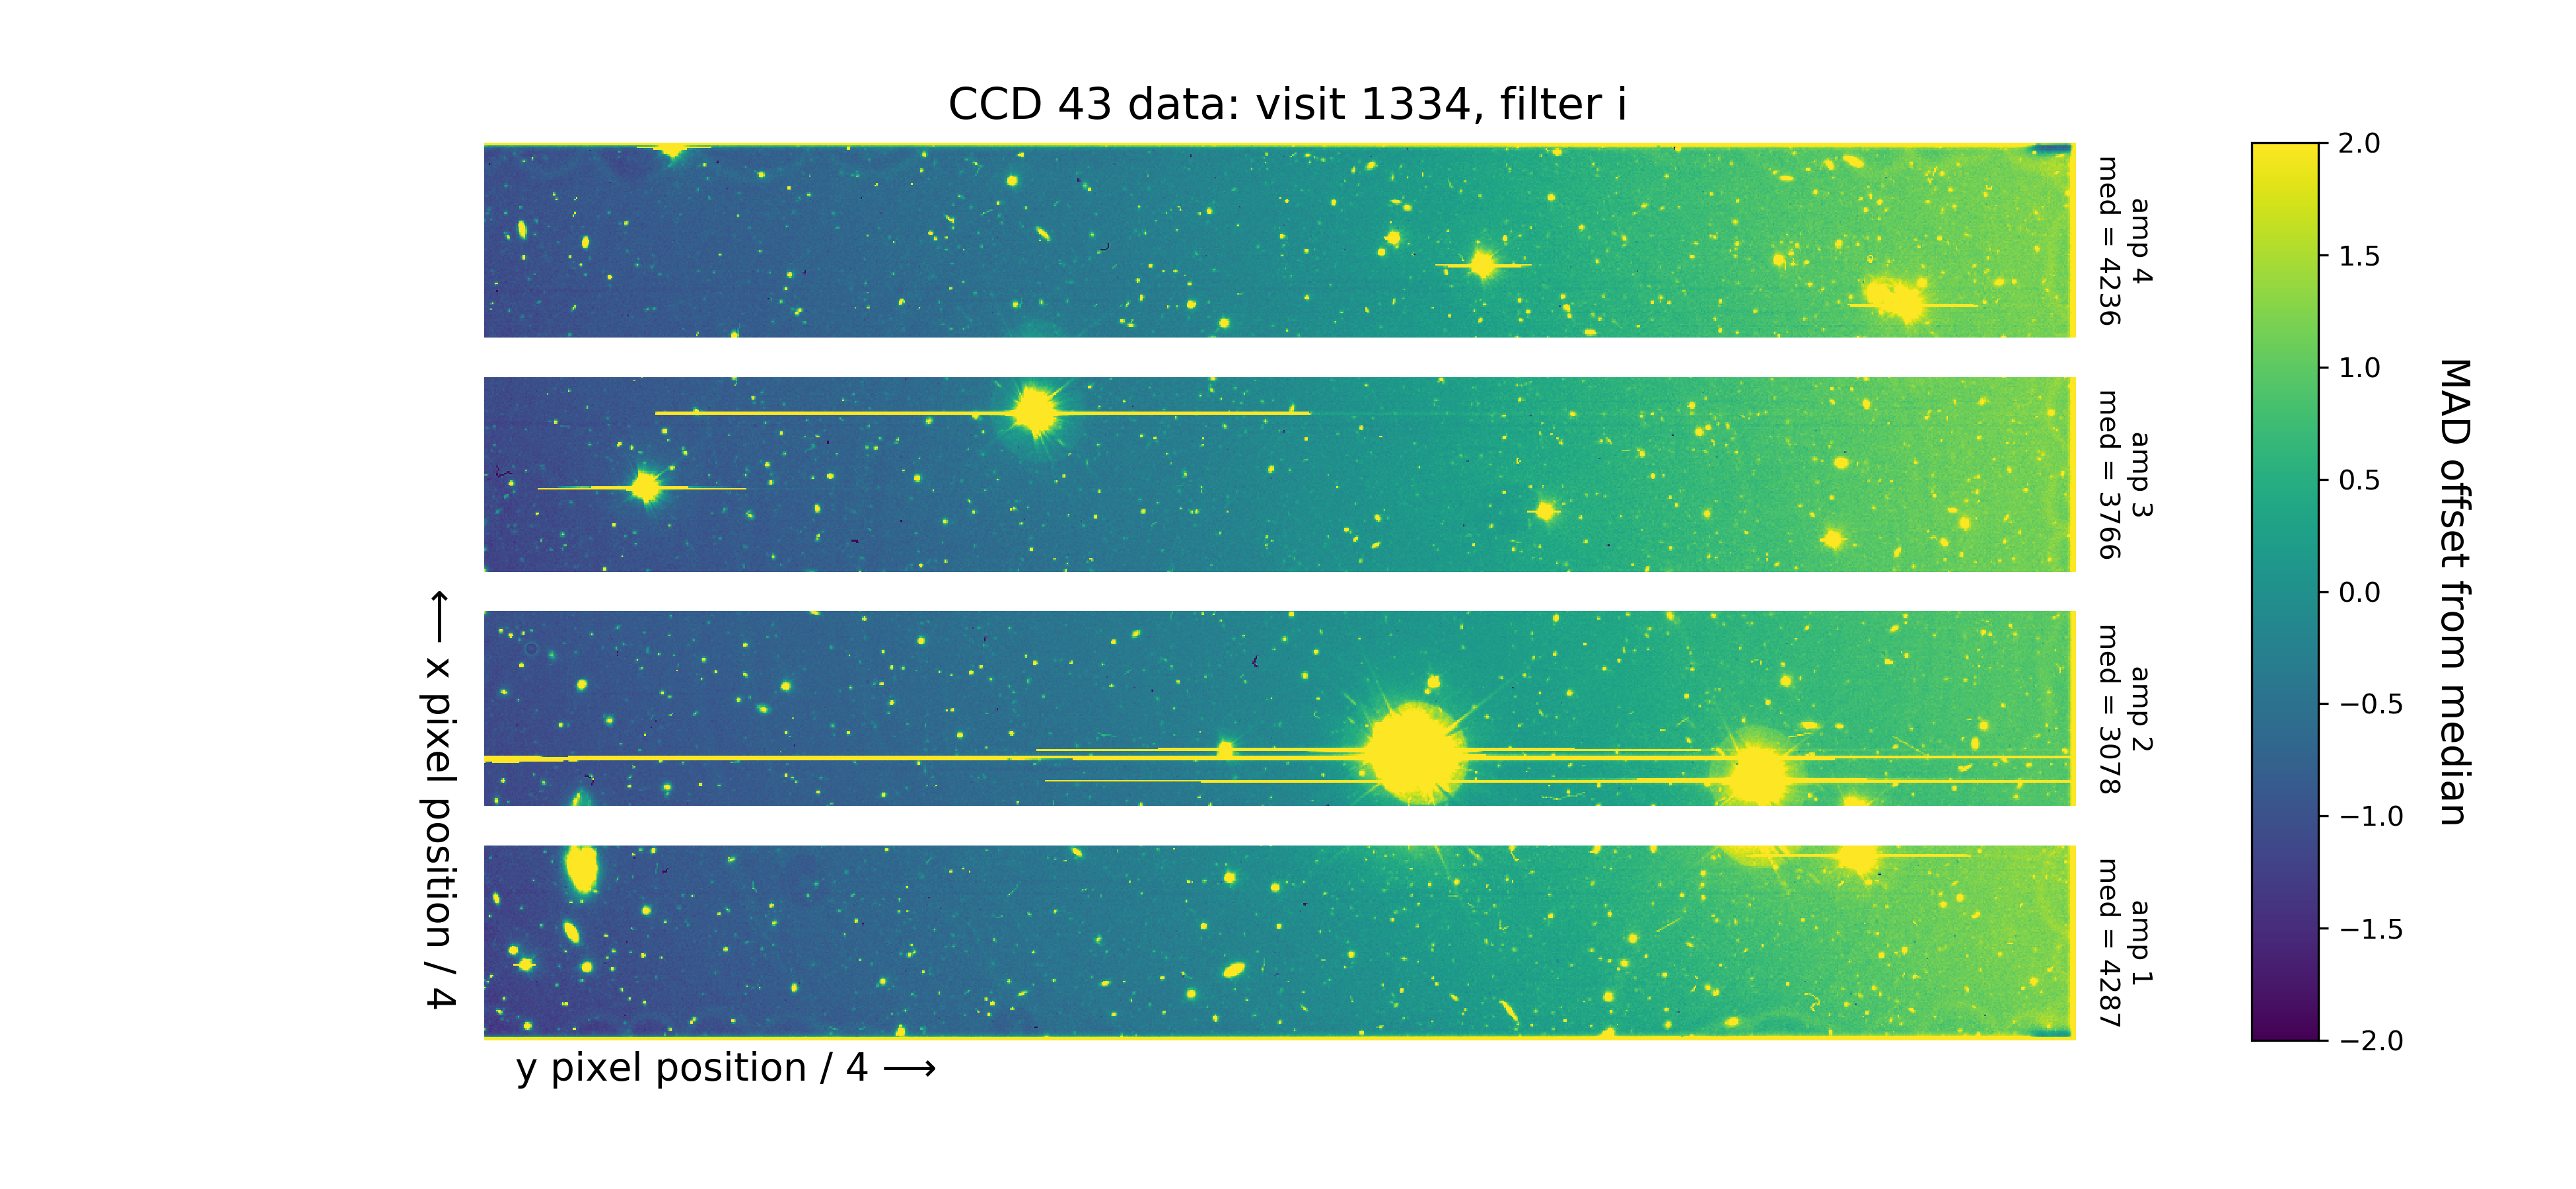 CCD 43 data: visit 1334, filter i
amp 4
med = 4236
amp 3
med = 3766
amp 2
med = 3078
amp 1
med = 4287
⟵ x pixel position / 4
y pixel position / 4 ⟶
2.0
1.5
1.0
0.5
0.0
−0.5
−1.0
−1.5
−2.0
MAD offset from median